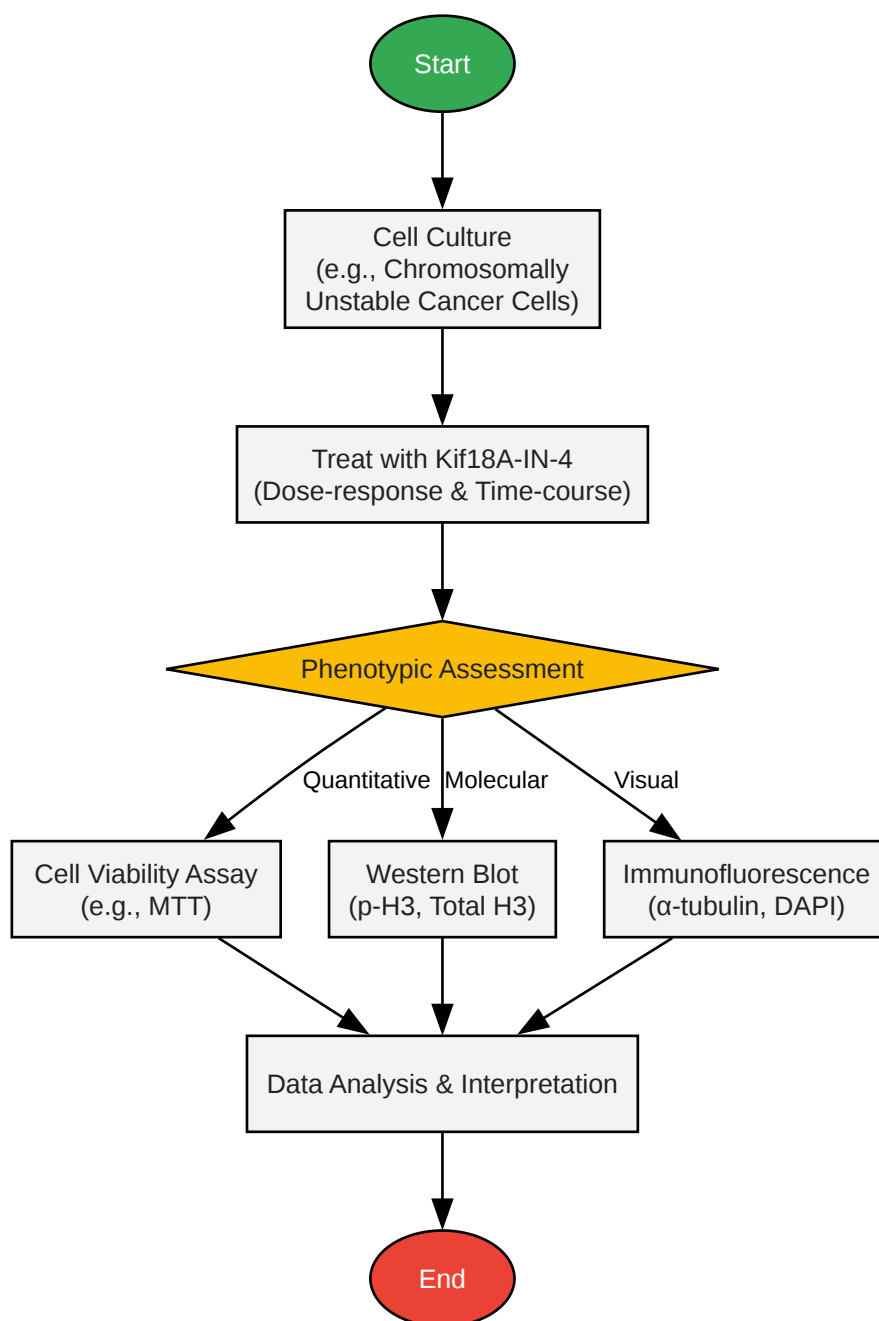 Start
Cell Culture
(e.g., Chromosomally
Unstable Cancer Cells)
Treat with Kif18A-IN-4
(Dose-response & Time-course)
Phenotypic Assessment
Quantitative
Molecular
Visual
Cell Viability Assay
(e.g., MTT)
Western Blot
(p-H3, Total H3)
Immunofluorescence
(α-tubulin, DAPI)
Data Analysis & Interpretation
End